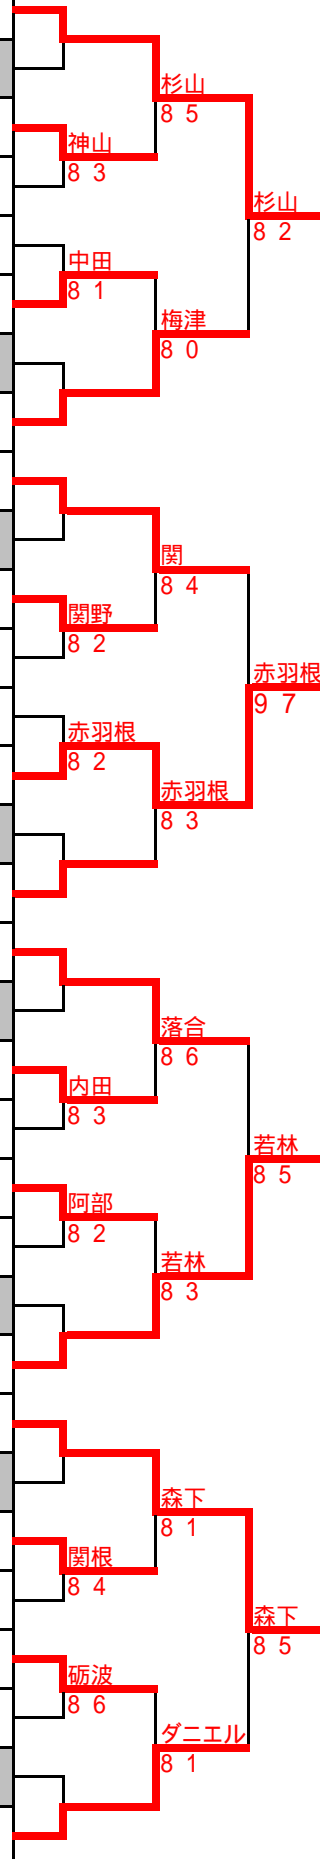 杉山
8 5
神山
8 3
杉山
8 2
中田
8 1
梅津
8 0
関
8 4
関野
8 2
赤羽根
9 7
赤羽根
8 2
赤羽根
8 3
落合
8 6
内田
8 3
若林
8 5
阿部
8 2
若林
8 3
森下
8 1
関根
8 4
森下
8 5
砺波
8 6
ダニエル
8 1